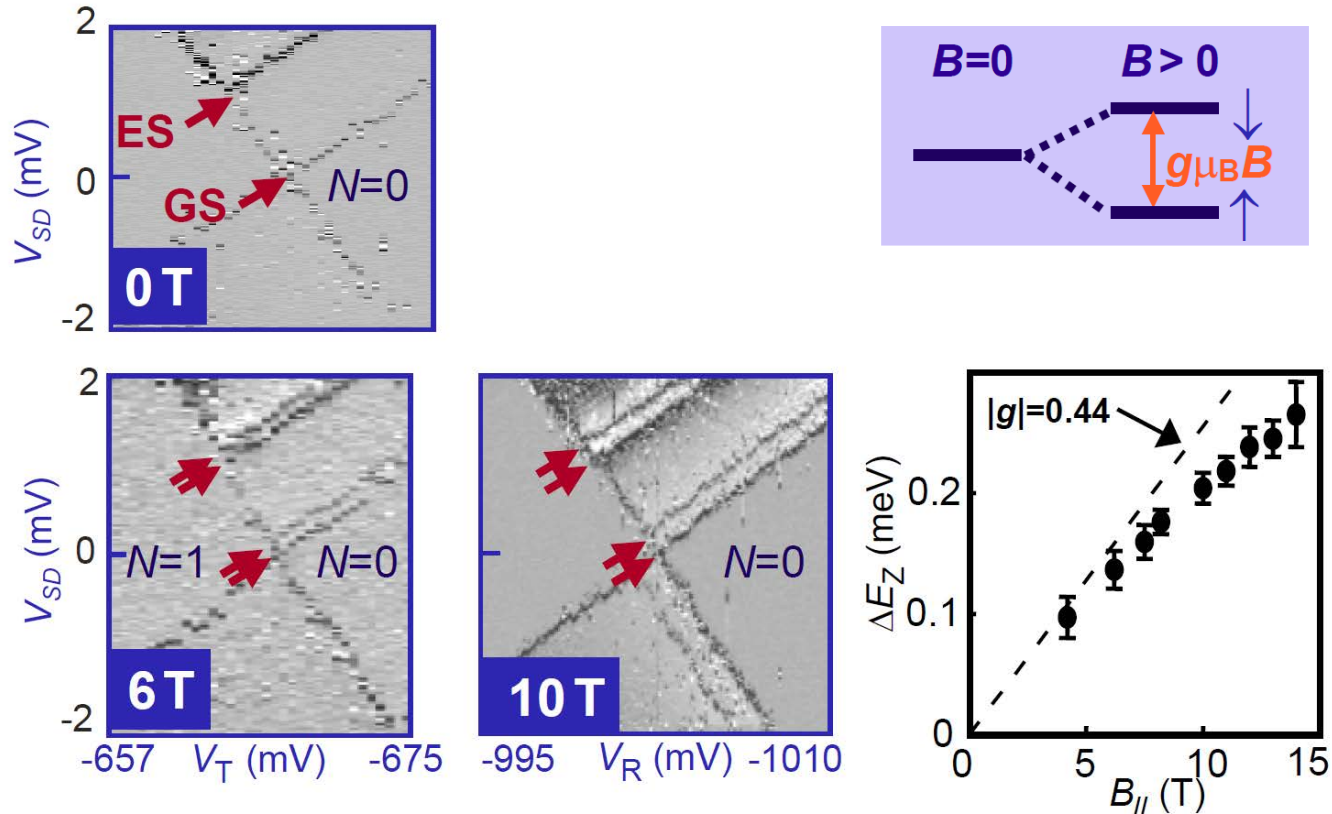 2
V_SD (mV)
0
-2
ES
GS
N=0
0 T
B=0
B > 0
↓
gμ_B B
↑
2
V_SD (mV)
0
-2
N=1
N=0
6 T
-657
V_T (mV)
-675
N=0
10 T
-995
V_R (mV)
-1010
|g|=0.44
ΔE_Z (meV)
0.2
0.1
0
0
5
10
15
B_// (T)